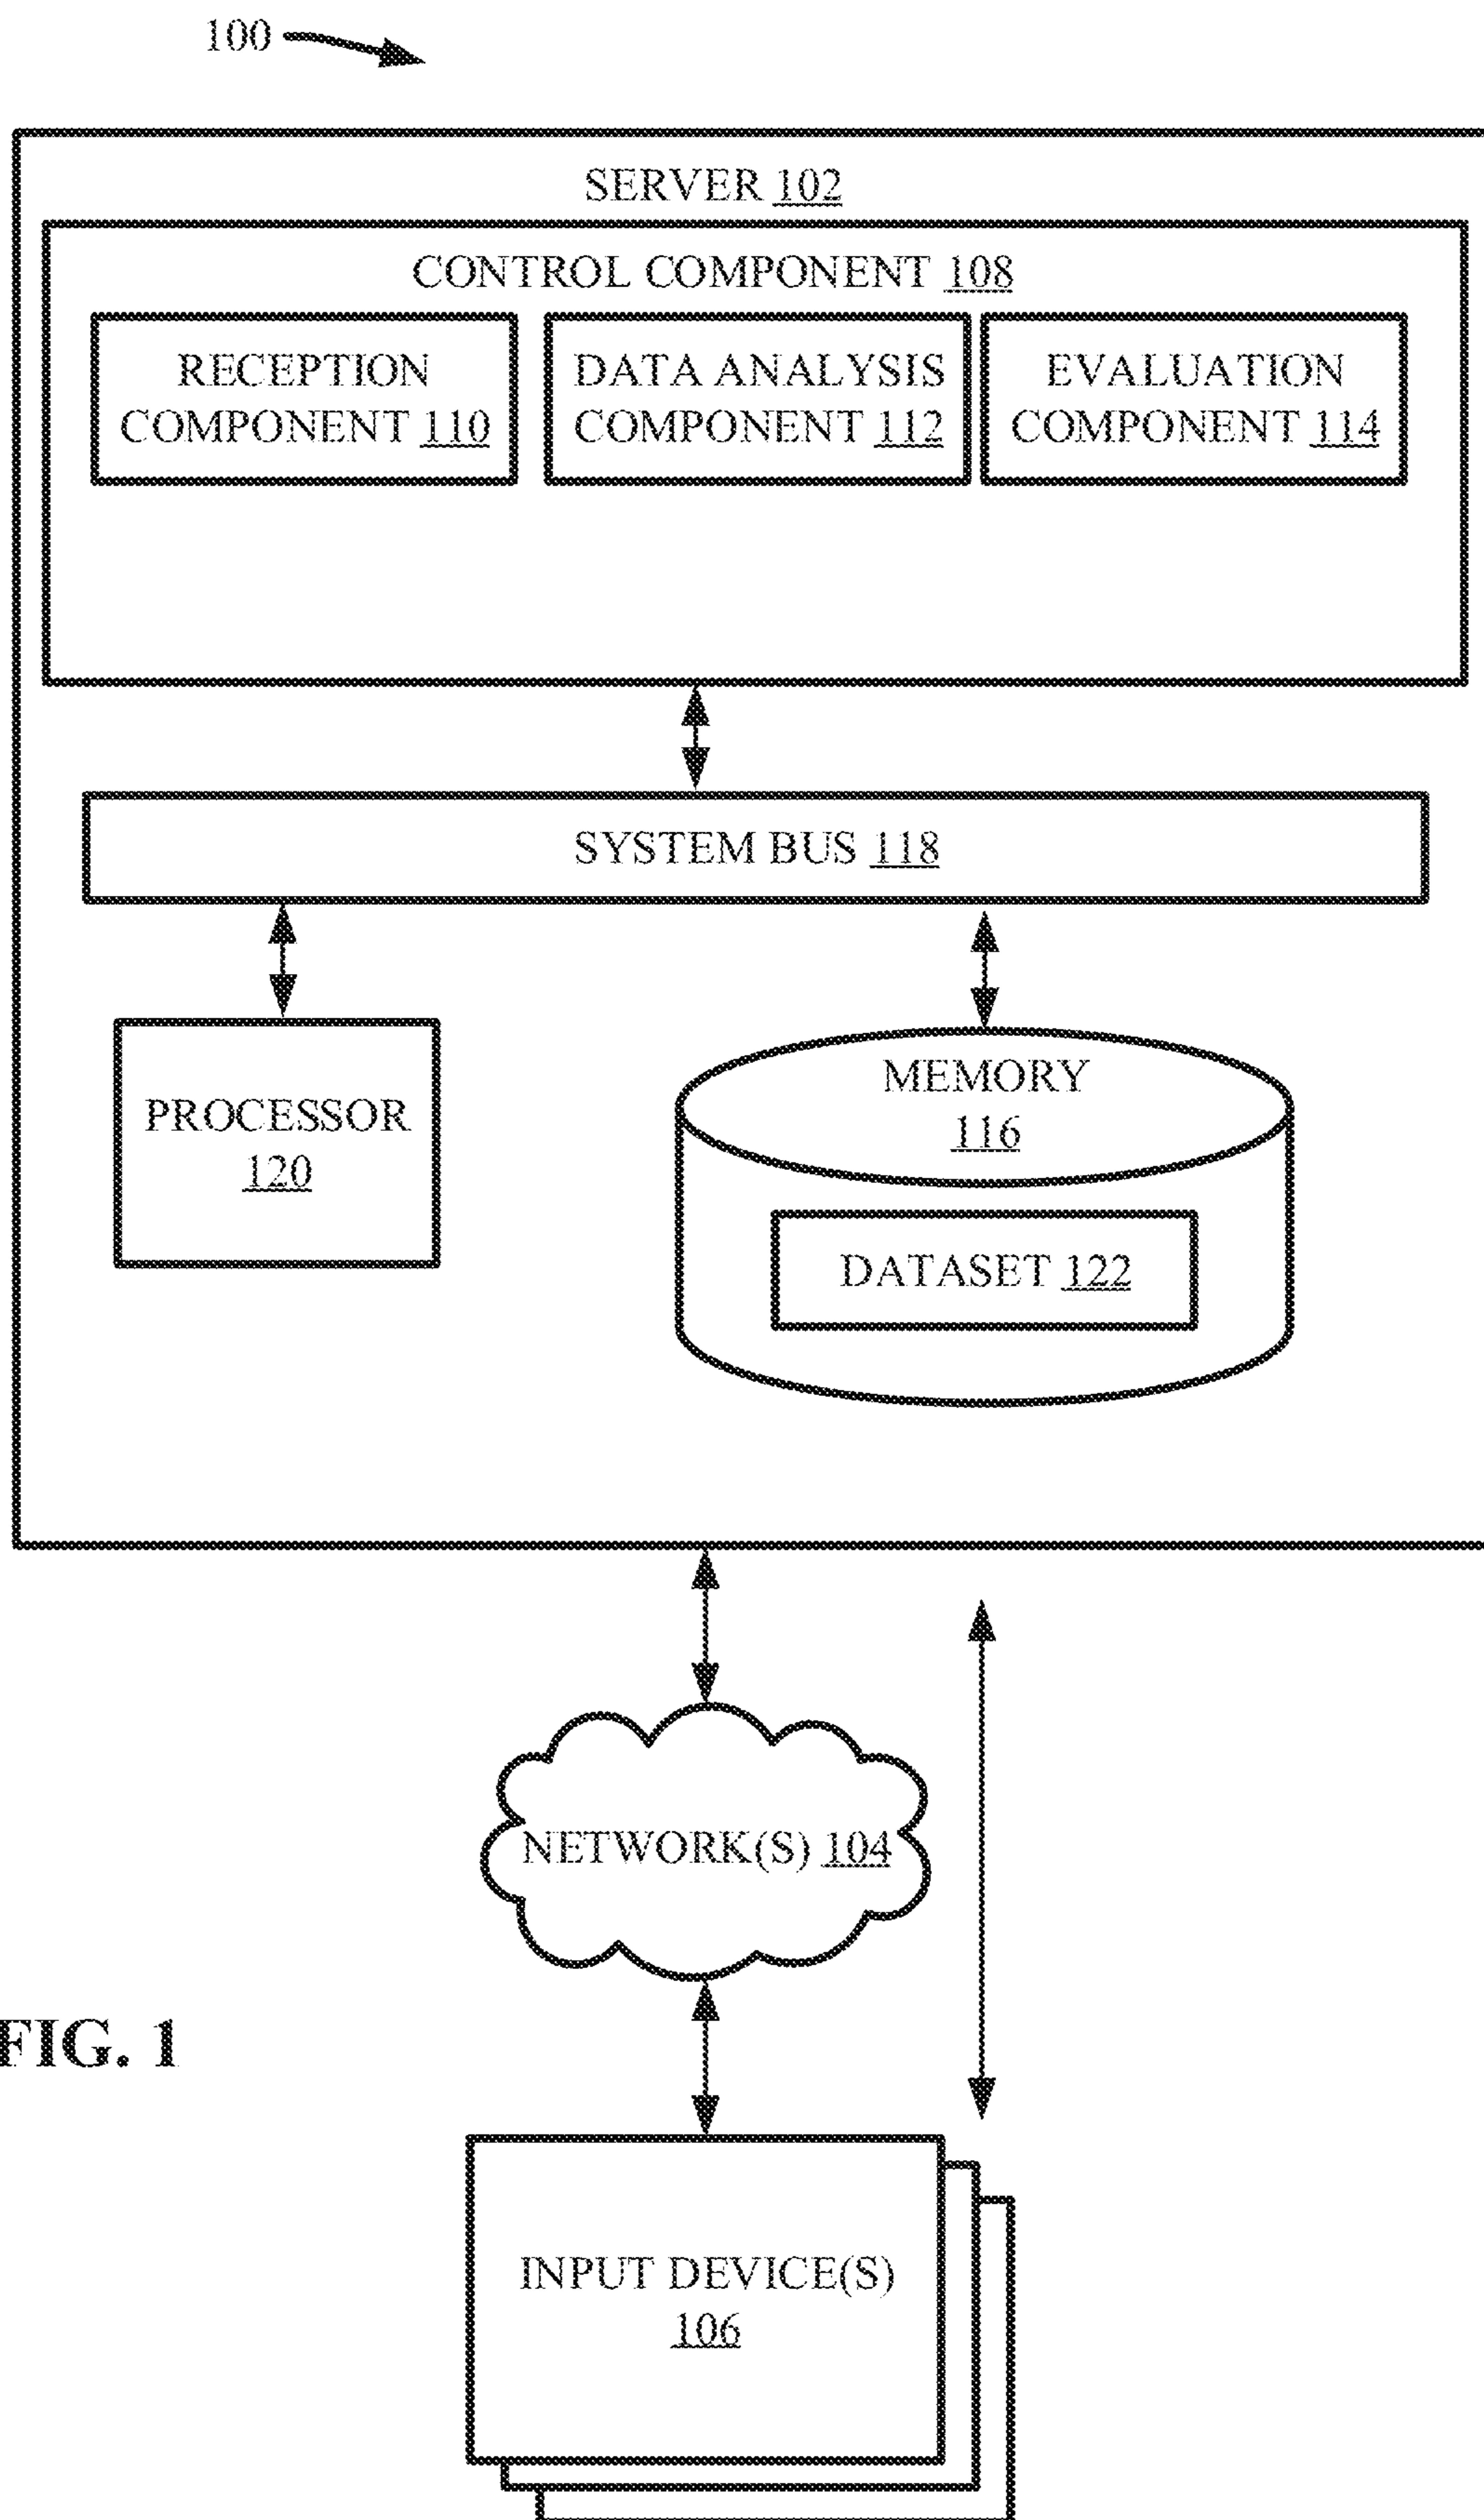 100
SERVER 102
CONTROL COMPONENT 108
RECEPTION
COMPONENT 110
DATA ANALYSIS
COMPONENT 112
EVALUATION
COMPONENT 114
SYSTEM BUS 118
PROCESSOR
120
MEMORY
116
DATASET 122
NETWORK(S) 104
FIG. 1
INPUT DEVICE(S)
106